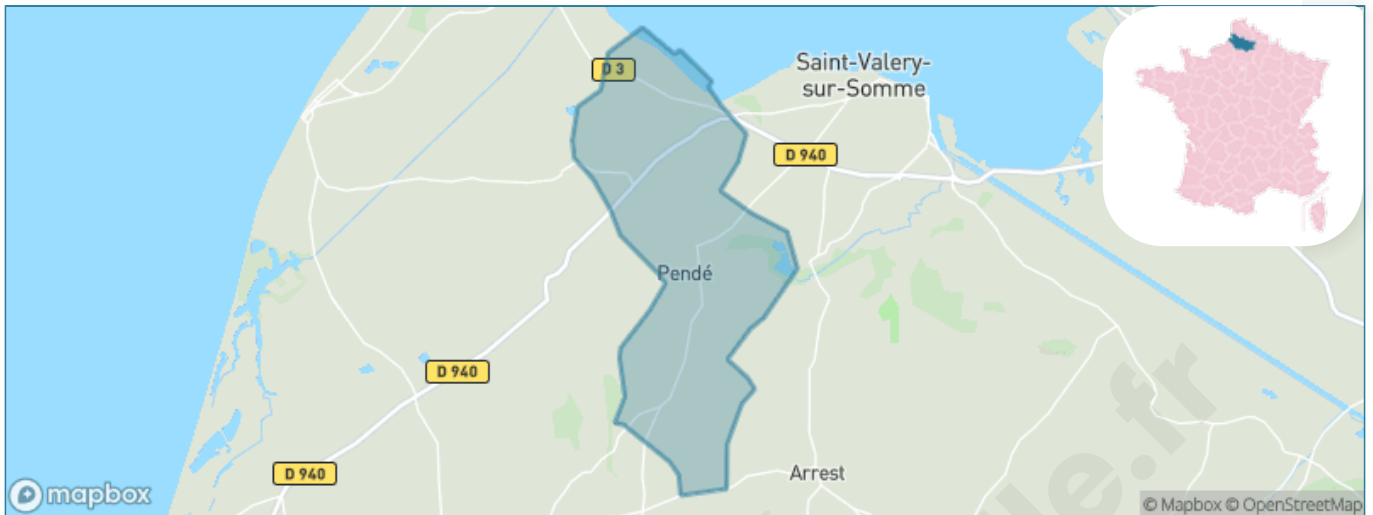 D 3
Saint-Valery-
sur-Somme
D 940
Pendé
D 940
D 940
Arrest
mapbox
© Mapbox © OpenStreetMap